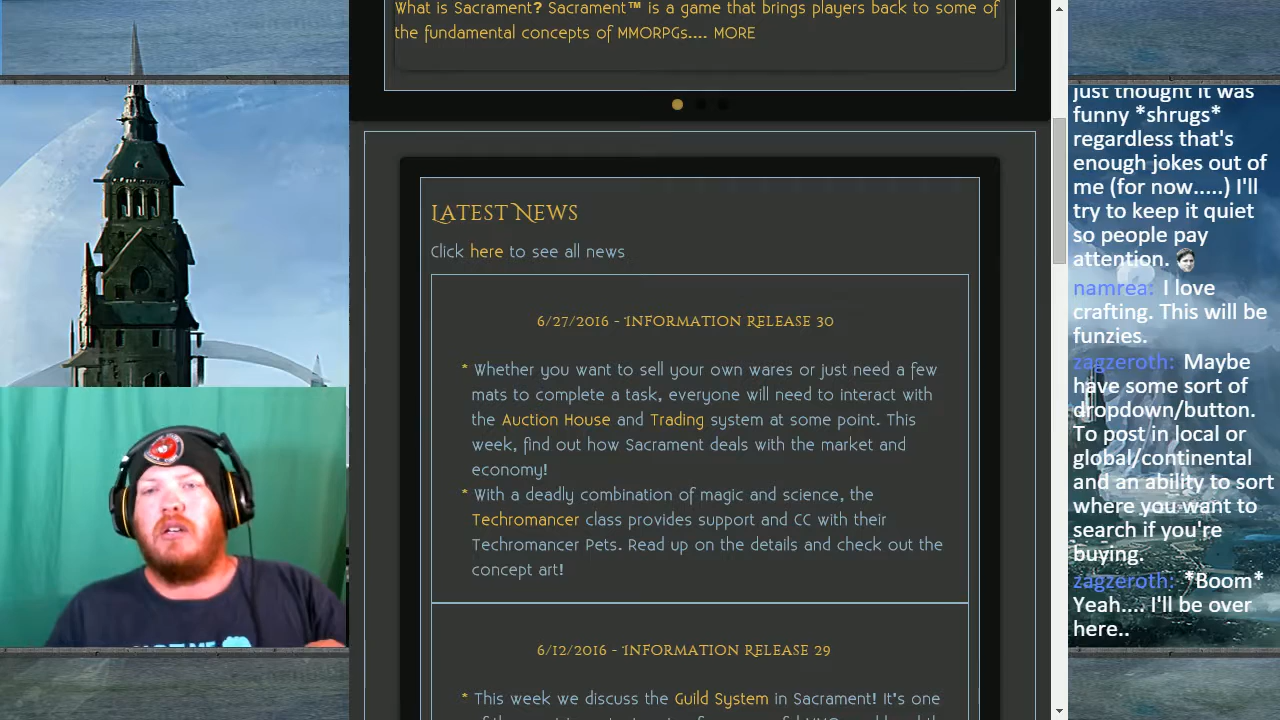 What is Sacrament? Sacrament™ is a game that brings players back to some of
the fundamental concepts of MMORPGs.... MORE
Latest News
Click here to see all news
6/27/2016 - Information Release 30
* Whether you want to sell your own wares or just need a few
mats to complete a task, everyone will need to interact with
the Auction House and Trading system at some point. This
week, find out how Sacrament deals with the market and
economy!
* With a deadly combination of magic and science, the
Techromancer class provides support and CC with their
Techromancer Pets. Read up on the details and check out the
concept art!
6/12/2016 - Information Release 29
* This week we discuss the Guild System in Sacrament! It's one
just thought it was
funny *shrugs*
regardless that's
enough jokes out of
me (for now.....) I'll
try to keep it quiet
so people pay
attention.
namrea: I love
crafting. This will be
funzies.
zagzeroth: Maybe
have some sort of
dropdown/button.
To post in local or
global/continental
and an ability to sort
where you want to
search if you're
buying.
zagzeroth: *Boom*
Yeah.... I'll be over
here..